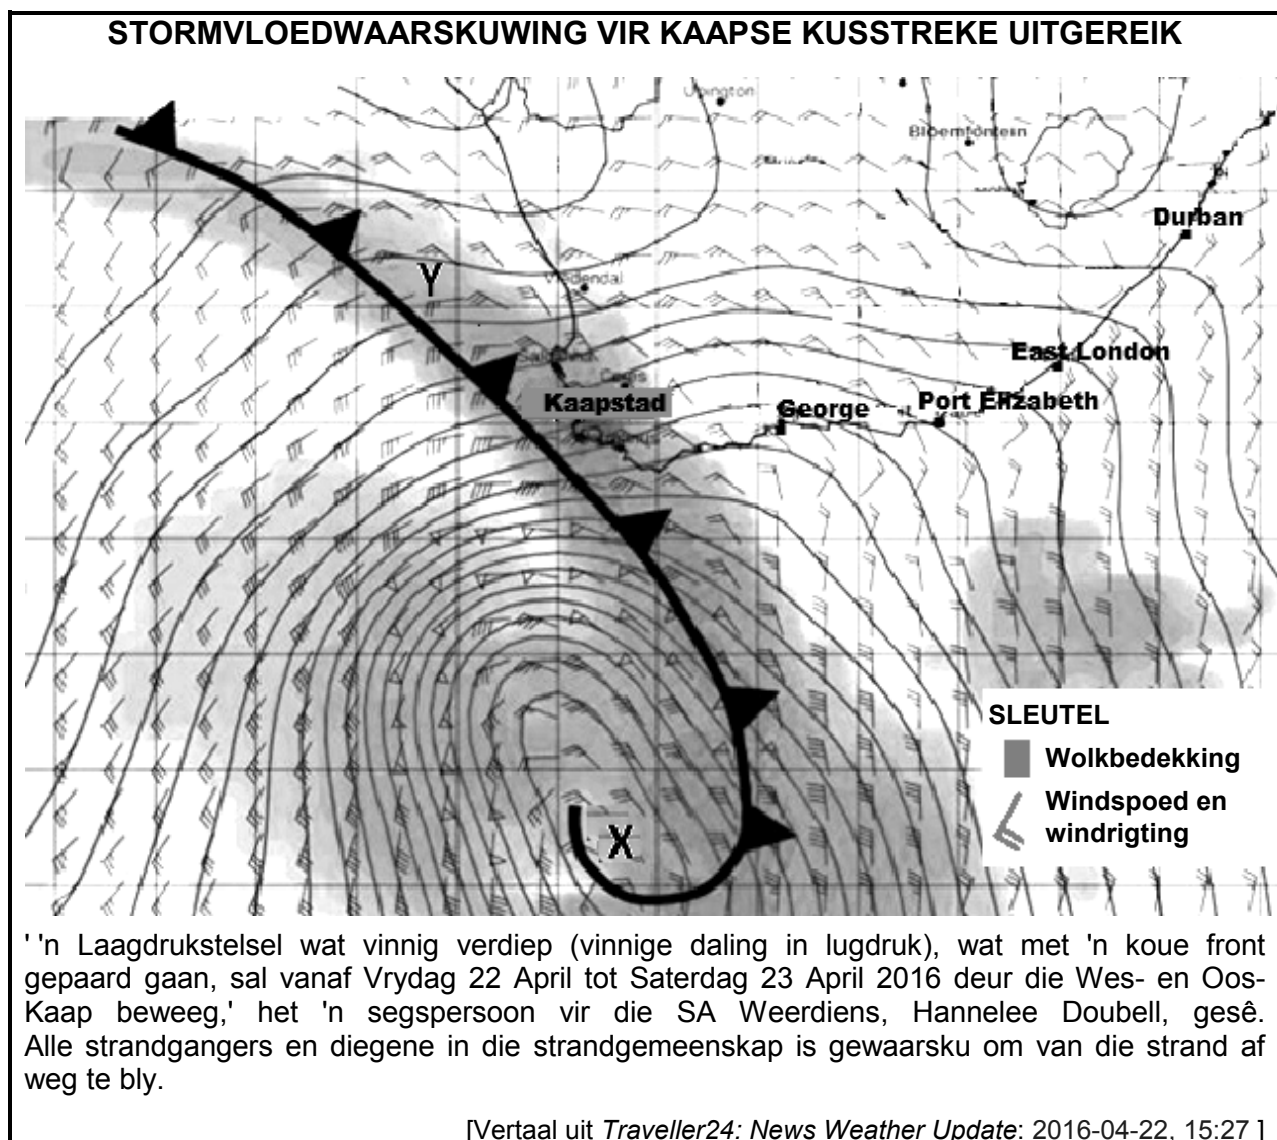 STORMVLOEDWAARSKUWING VIR KAAPSE KUSSTREKE UITGEREIK
Upington
Bloemfontein
Durban
Y
Vredendal
East London
Kaapstad
George
Port Elizabeth
SLEUTEL
Wolkbedekking
Windspoed en
windrigting
X
' 'n Laagdrukstelsel wat vinnig verdiep (vinnige daling in lugdruk), wat met 'n koue front
gepaard gaan, sal vanaf Vrydag 22 April tot Saterdag 23 April 2016 deur die Wes- en Oos-
Kaap beweeg,' het 'n segspersoon vir die SA Weerdiens, Hannelee Doubell, gesê.
Alle strandgangers en diegene in die strandgemeenskap is gewaarsku om van die strand af
weg te bly.
[Vertaal uit Traveller24: News Weather Update: 2016-04-22, 15:27 ]